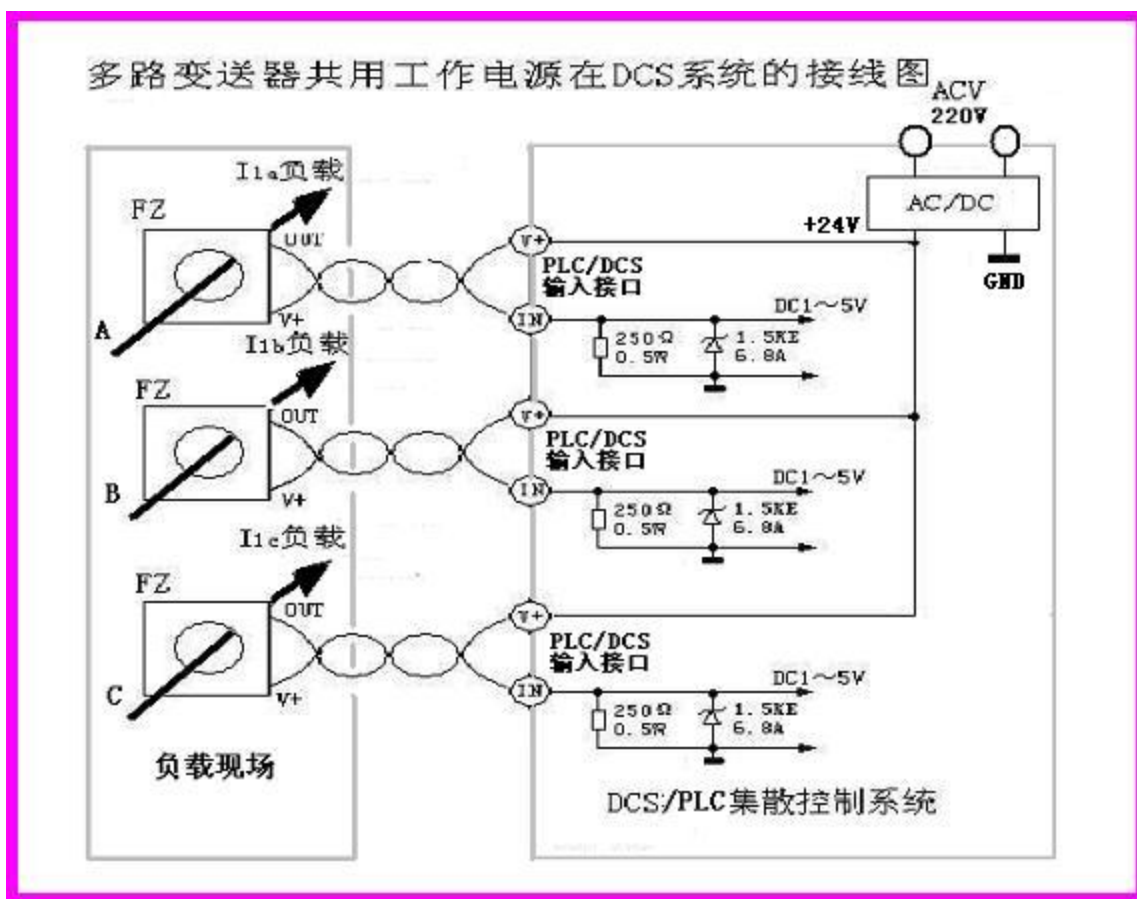 多路变送器共用工作电源在DCS系统的接线图
ACV
220V
AC/DC
+24V
GND
I1a负载
FZ
OUT
V+
A
V+
PLC/DCS
输入接口
IN
DC1～5V
250Ω
0.5W
1.5KE
6.8A
I1b负载
FZ
OUT
V+
B
V+
PLC/DCS
输入接口
IN
DC1～5V
250Ω
0.5W
1.5KE
6.8A
I1c负载
FZ
OUT
V+
C
V+
PLC/DCS
输入接口
IN
DC1～5V
250Ω
0.5W
1.5KE
6.8A
负载现场
DCS/PLC集散控制系统